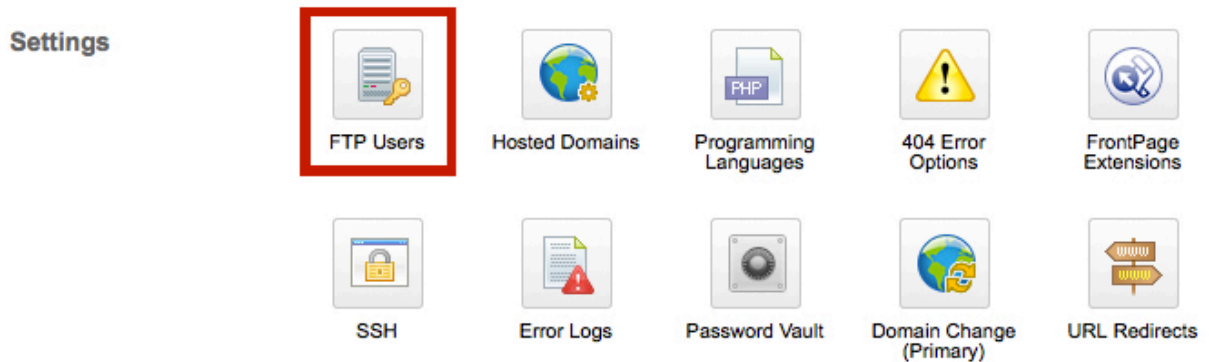 Settings
FTP Users
Hosted Domains
PHP
Programming
Languages
404 Error
Options
FrontPage
Extensions
SSH
Error Logs
Password Vault
Domain Change
(Primary)
www
www
URL Redirects